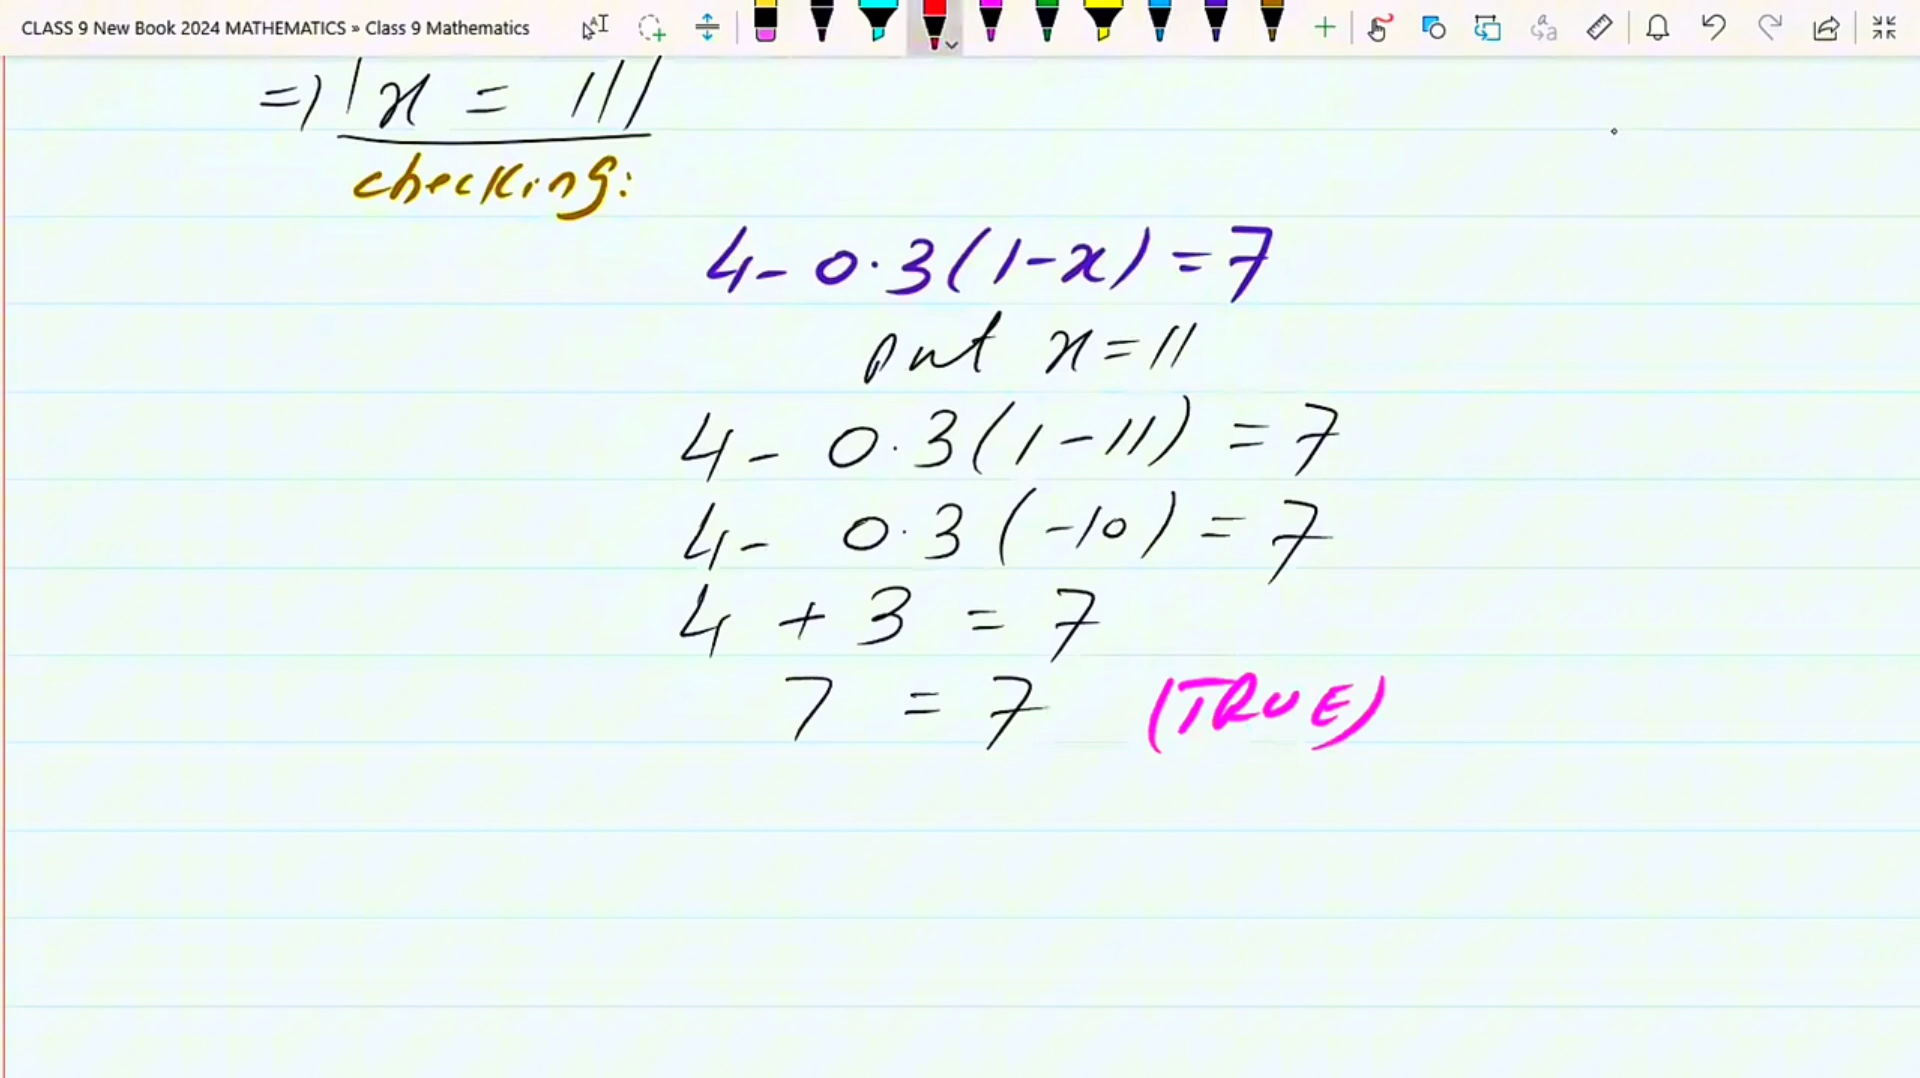 CLASS 9 New Book 2024 MATHEMATICS » Class 9 Mathematics
=) | x = 11 |
checking:
4 - 0.3(1-x) = 7
put x = 11
4 - 0.3(1-11) = 7
4 - 0.3(-10) = 7
4 + 3 = 7
7 = 7 (TRUE)